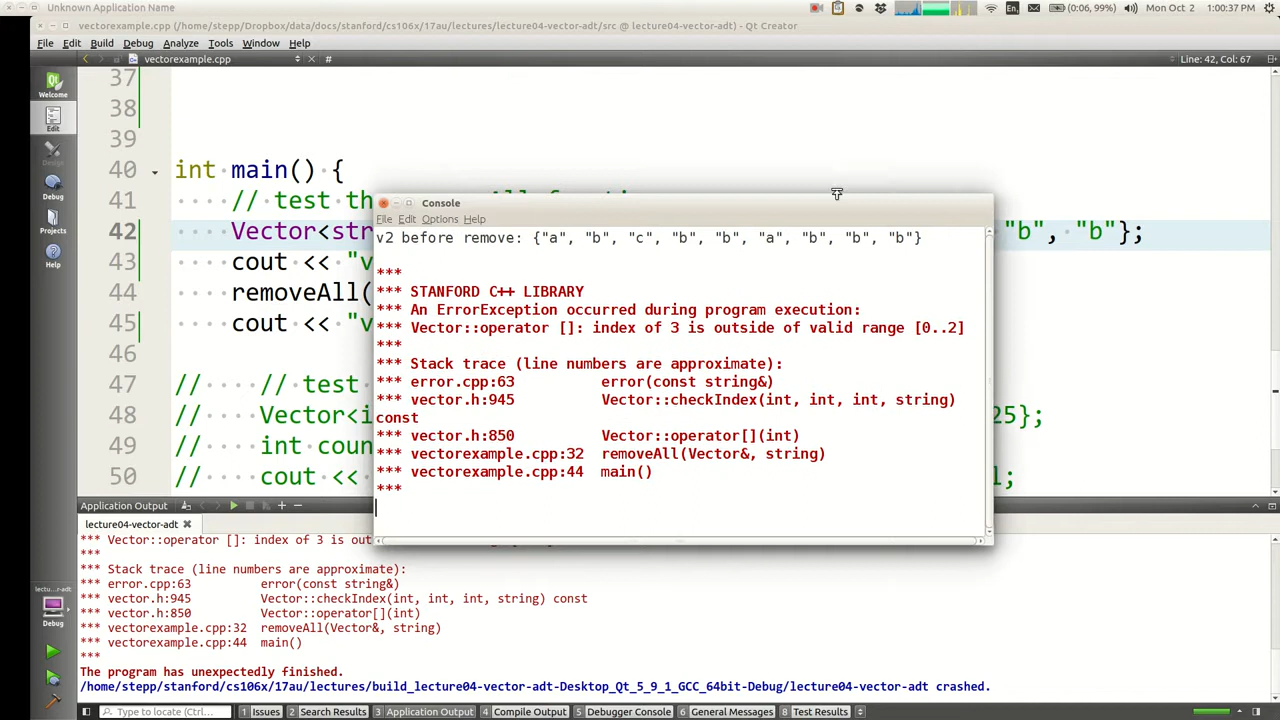 Unknown Application Name
En (0:06, 99%) Mon Oct 2 1:00:37 PM
vectorexample.cpp (/home/stepp/Dropbox/data/docs/stanford/cs106x/17au/lectures/lecture04-vector-adt/src @ lecture04-vector-adt) - Qt Creator
File Edit Build Debug Analyze Tools Window Help
vectorexample.cpp # Line: 42, Col: 67
Welcome
Edit
Design
Debug
Projects
Help
37
38
39
40 int main() {
41 // test th
42 Vector<str "b", "b"};
43 cout << "v
44 removeAll(
45 cout << "v
46
47 // // test
48 // Vector<i 25};
49 // int coun
50 // cout << l;
Console
File Edit Options Help
v2 before remove: {"a", "b", "c", "b", "b", "a", "b", "b", "b"}
***
*** STANFORD C++ LIBRARY
*** An ErrorException occurred during program execution:
*** Vector::operator []: index of 3 is outside of valid range [0..2]
***
*** Stack trace (line numbers are approximate):
*** error.cpp:63 error(const string&)
*** vector.h:945 Vector::checkIndex(int, int, int, string)
const
*** vector.h:850 Vector::operator[](int)
*** vectorexample.cpp:32 removeAll(Vector&, string)
*** vectorexample.cpp:44 main()
***
Application Output
lecture04-vector-adt
*** Vector::operator []: index of 3 is out
***
*** Stack trace (line numbers are approximate):
*** error.cpp:63 error(const string&)
*** vector.h:945 Vector::checkIndex(int, int, int, string) const
*** vector.h:850 Vector::operator[](int)
*** vectorexample.cpp:32 removeAll(Vector&, string)
*** vectorexample.cpp:44 main()
***
The program has unexpectedly finished.
/home/stepp/stanford/cs106x/17au/lectures/build_lecture04-vector-adt-Desktop_Qt_5_9_1_GCC_64bit-Debug/lecture04-vector-adt crashed.
lectu...r-adt
Debug
Type to locate (Ctrl... 1 Issues 2 Search Results 3 Application Output 4 Compile Output 5 Debugger Console 6 General Messages 8 Test Results